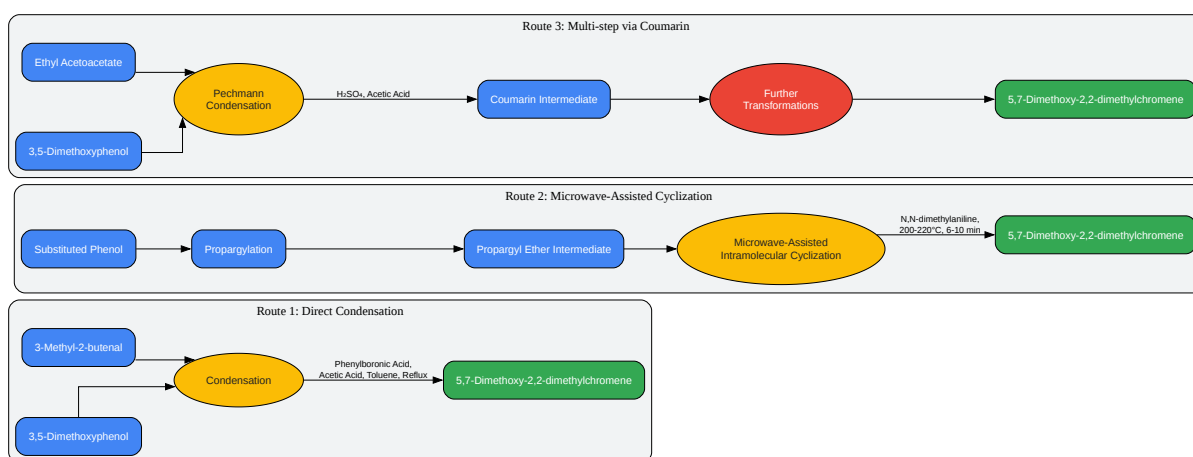 Route 3: Multi-step via Coumarin
Ethyl Acetoacetate
3,5-Dimethoxyphenol
Pechmann
Condensation
H₂SO₄, Acetic Acid
Coumarin Intermediate
Further
Transformations
5,7-Dimethoxy-2,2-dimethylchromene
Route 2: Microwave-Assisted Cyclization
Substituted Phenol
Propargylation
Propargyl Ether Intermediate
Microwave-Assisted
Intramolecular Cyclization
N,N-dimethylaniline,
200-220°C, 6-10 min
5,7-Dimethoxy-2,2-dimethylchromene
Route 1: Direct Condensation
3-Methyl-2-butenal
3,5-Dimethoxyphenol
Condensation
Phenylboronic Acid,
Acetic Acid, Toluene, Reflux
5,7-Dimethoxy-2,2-dimethylchromene